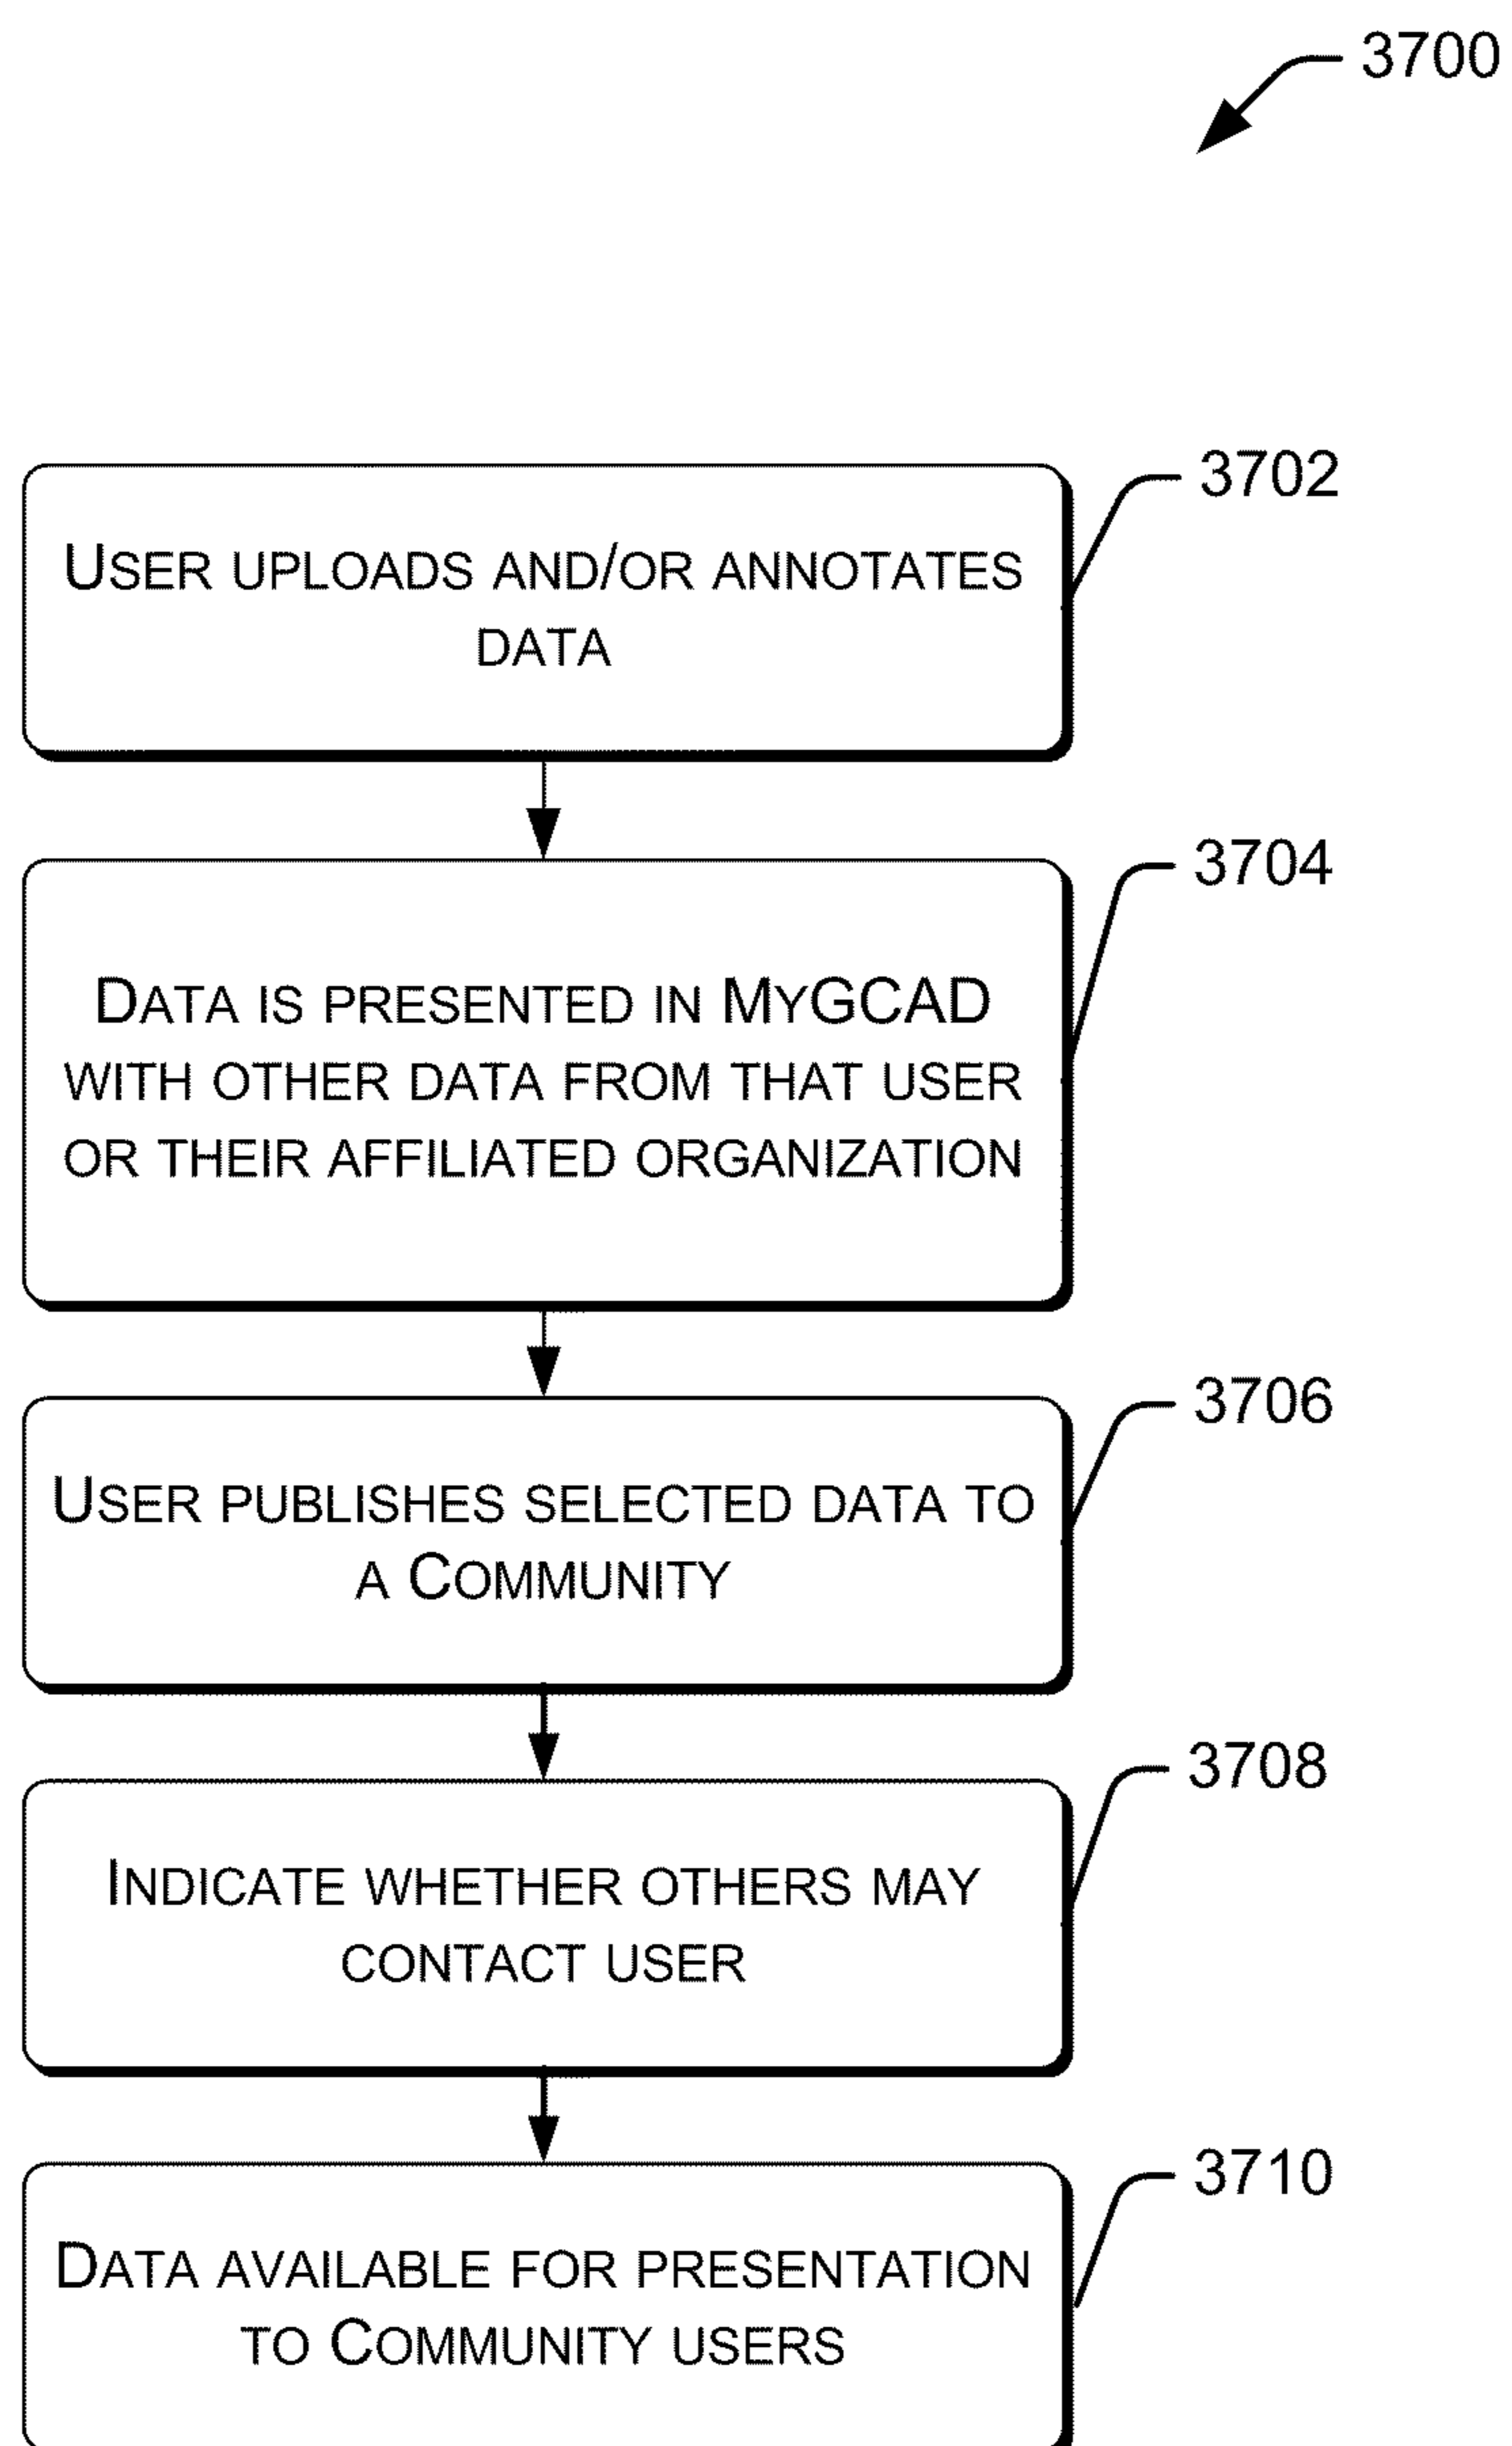 3700
3702
USER UPLOADS AND/OR ANNOTATES
DATA
3704
DATA IS PRESENTED IN MYGCAD
WITH OTHER DATA FROM THAT USER
OR THEIR AFFILIATED ORGANIZATION
3706
USER PUBLISHES SELECTED DATA TO
A COMMUNITY
3708
INDICATE WHETHER OTHERS MAY
CONTACT USER
3710
DATA AVAILABLE FOR PRESENTATION
TO COMMUNITY USERS